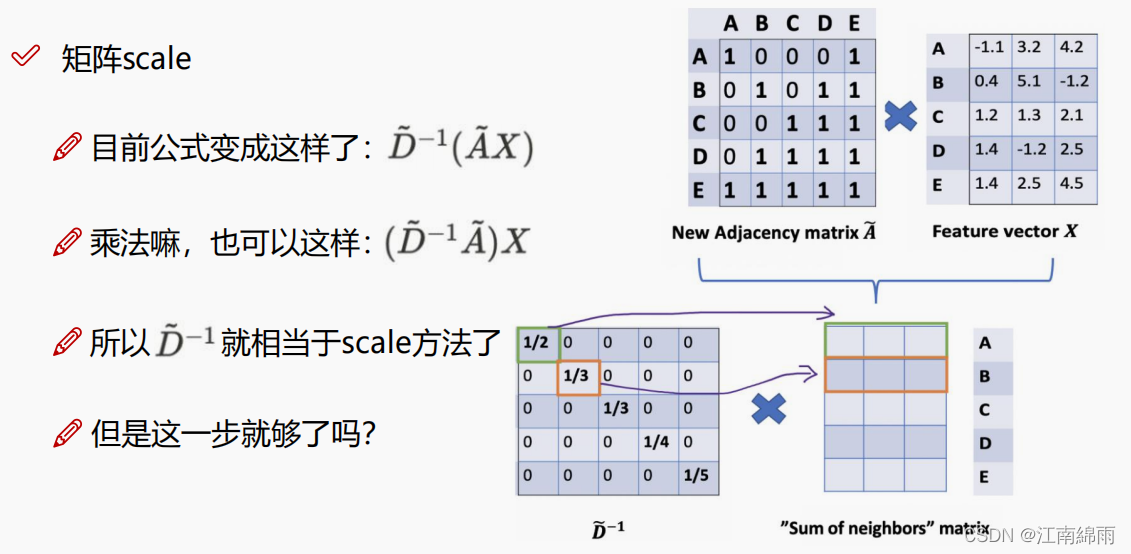 矩阵scale
目前公式变成这样了：D̃⁻¹(ÃX)
乘法嘛，也可以这样：(D̃⁻¹Ã)X
所以 D̃⁻¹ 就相当于scale方法了
但是这一步就够了吗？
A B C D E
A 1 0 0 0 1
B 0 1 0 1 1
C 0 0 1 1 1
D 0 1 1 1 1
E 1 1 1 1 1
New Adjacency matrix Ã
A -1.1 3.2 4.2
B 0.4 5.1 -1.2
C 1.2 1.3 2.1
D 1.4 -1.2 2.5
E 1.4 2.5 4.5
Feature vector X
1/2 0 0 0 0
0 1/3 0 0 0
0 0 1/3 0 0
0 0 0 1/4 0
0 0 0 0 1/5
D̃⁻¹
A
B
C
D
E
"Sum of neighbors" matrix
CSDN @江南綿雨